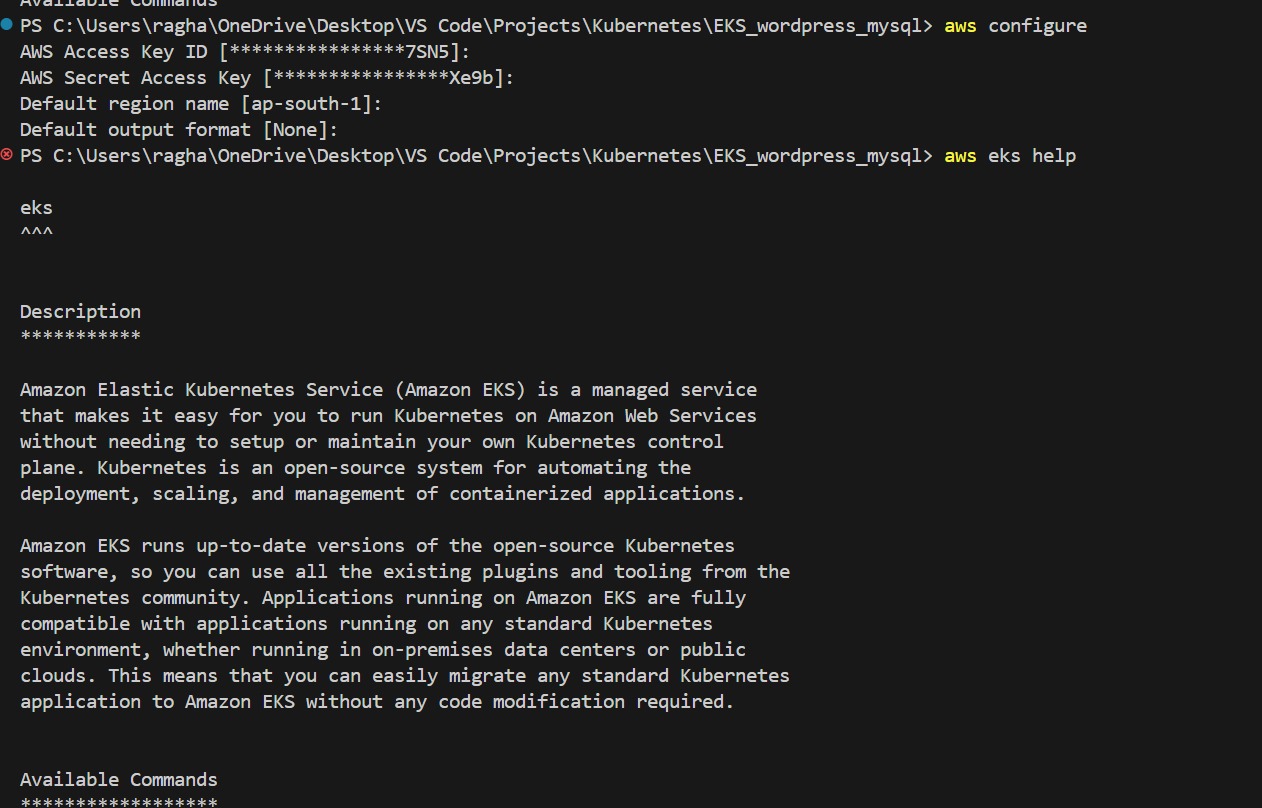 Available Commands
PS C:\Users\ragha\OneDrive\Desktop\VS Code\Projects\Kubernetes\EKS_wordpress_mysql> aws configure
AWS Access Key ID [****************7SN5]:
AWS Secret Access Key [****************Xe9b]:
Default region name [ap-south-1]:
Default output format [None]:
PS C:\Users\ragha\OneDrive\Desktop\VS Code\Projects\Kubernetes\EKS_wordpress_mysql> aws eks help
eks
^^^
Description
***********
Amazon Elastic Kubernetes Service (Amazon EKS) is a managed service
that makes it easy for you to run Kubernetes on Amazon Web Services
without needing to setup or maintain your own Kubernetes control
plane. Kubernetes is an open-source system for automating the
deployment, scaling, and management of containerized applications.
Amazon EKS runs up-to-date versions of the open-source Kubernetes
software, so you can use all the existing plugins and tooling from the
Kubernetes community. Applications running on Amazon EKS are fully
compatible with applications running on any standard Kubernetes
environment, whether running in on-premises data centers or public
clouds. This means that you can easily migrate any standard Kubernetes
application to Amazon EKS without any code modification required.
Available Commands
******************